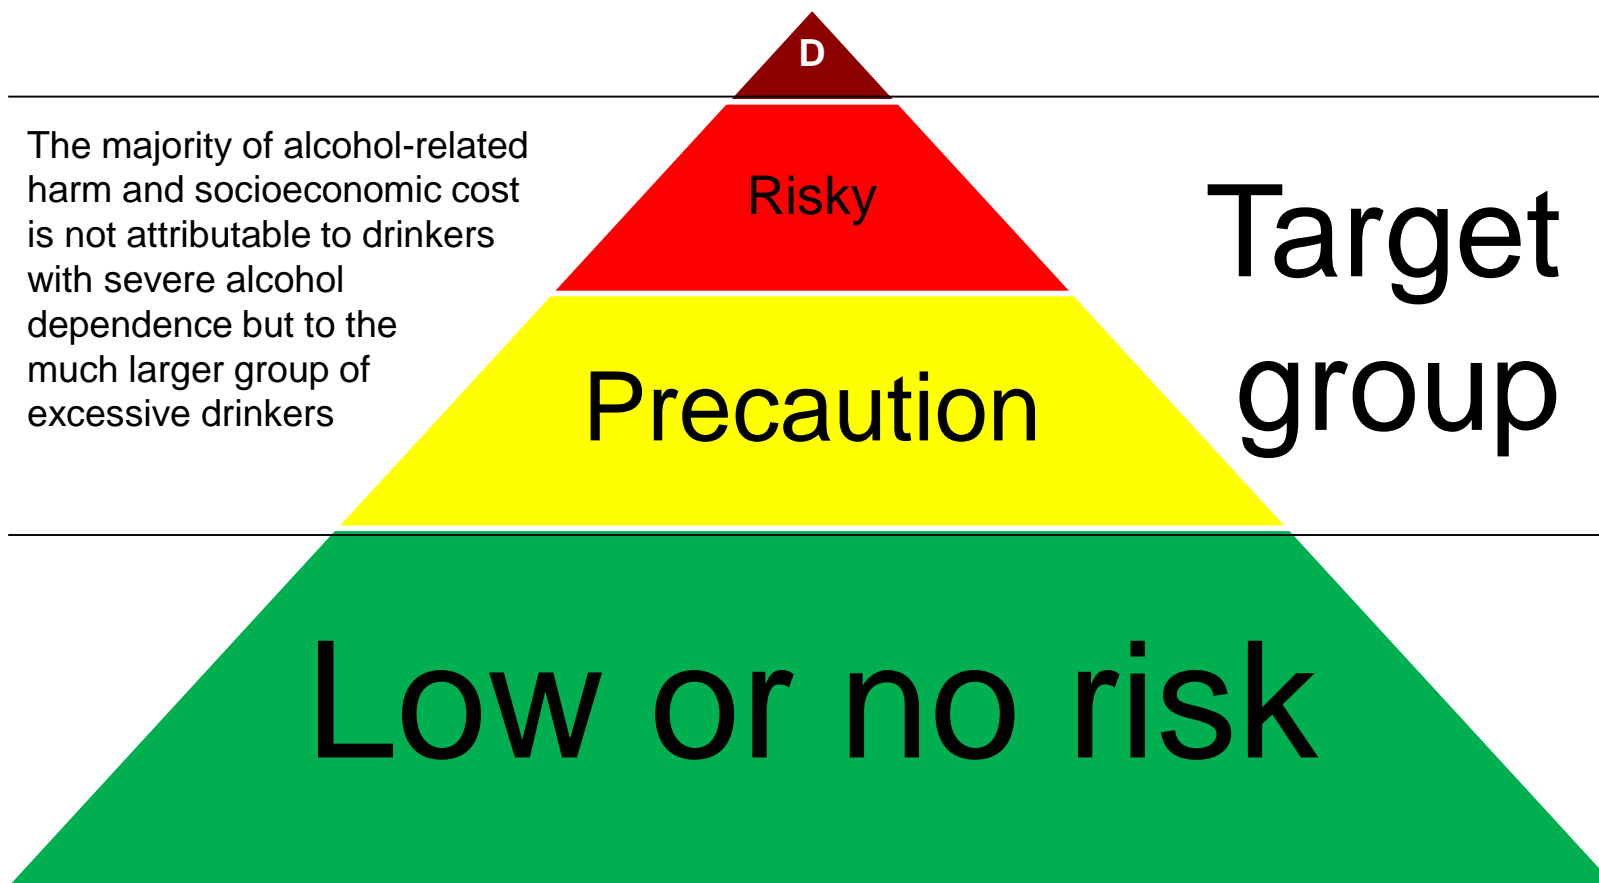 D
The majority of alcohol-related
harm and socioeconomic cost
is not attributable to drinkers
with severe alcohol
dependence but to the
much larger group of
excessive drinkers
Risky
Precaution
Target
group
Low or no risk